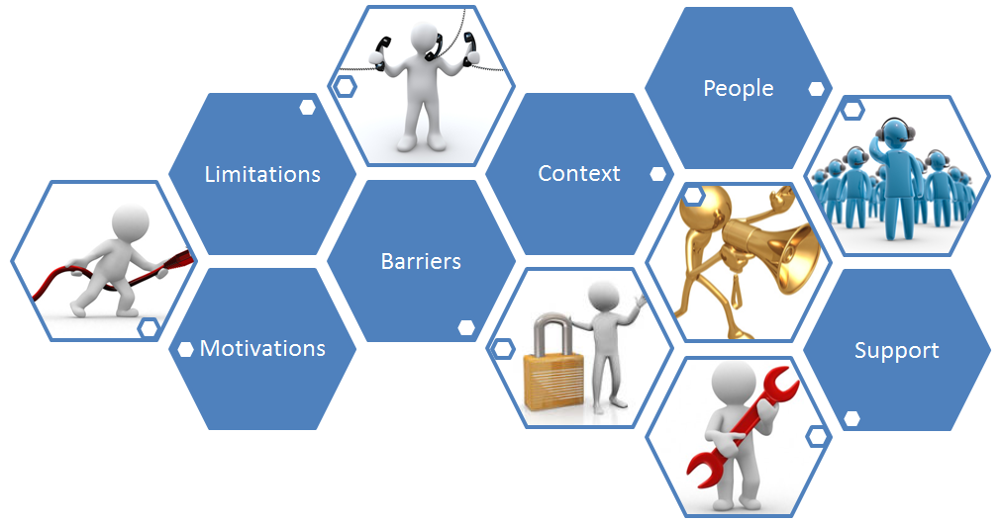 People
Limitations
Context
Barriers
Motivations
Support